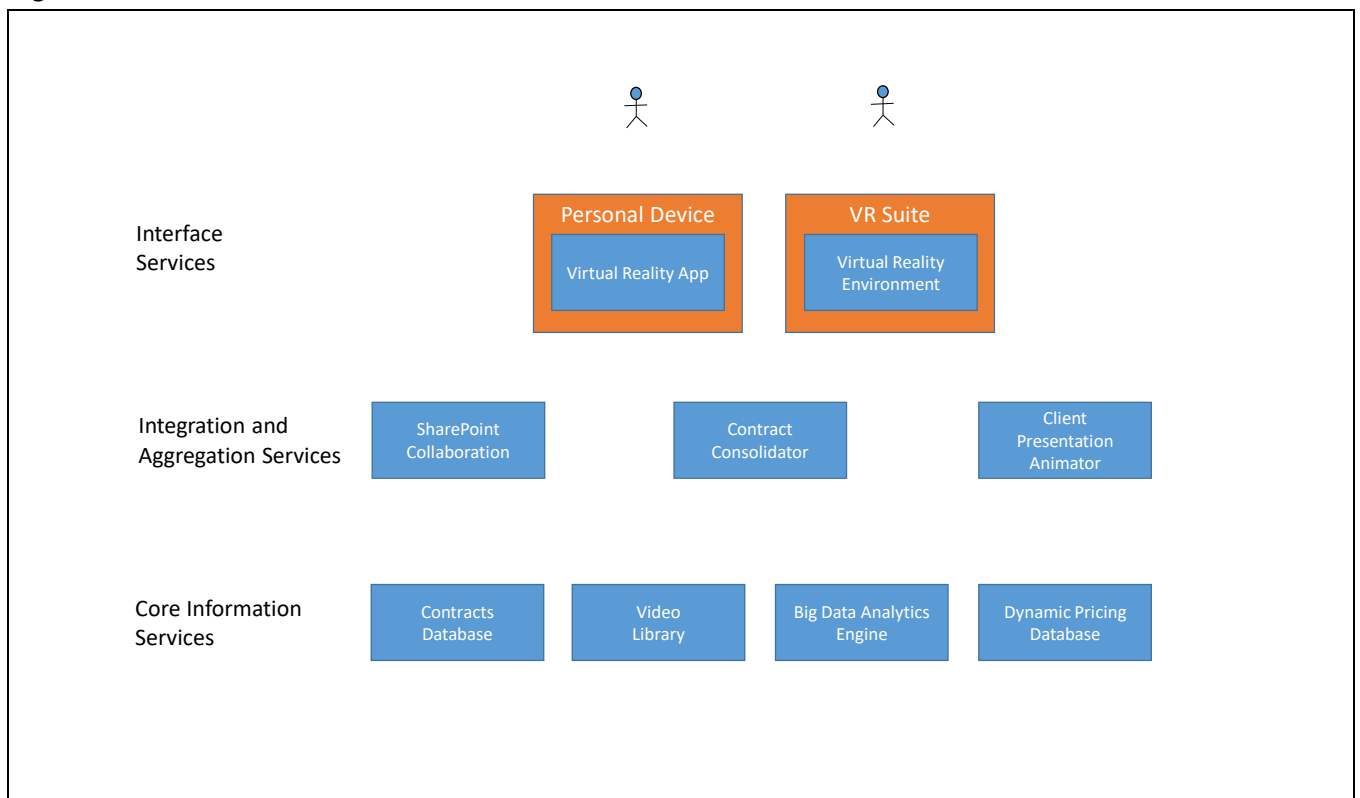 Personal Device
VR Suite
Interface
Services
Virtual Reality App
Virtual Reality
Environment
Integration and
Aggregation Services
SharePoint
Collaboration
Contract
Consolidator
Client
Presentation
Animator
Core Information
Services
Contracts
Database
Video
Library
Big Data Analytics
Engine
Dynamic Pricing
Database